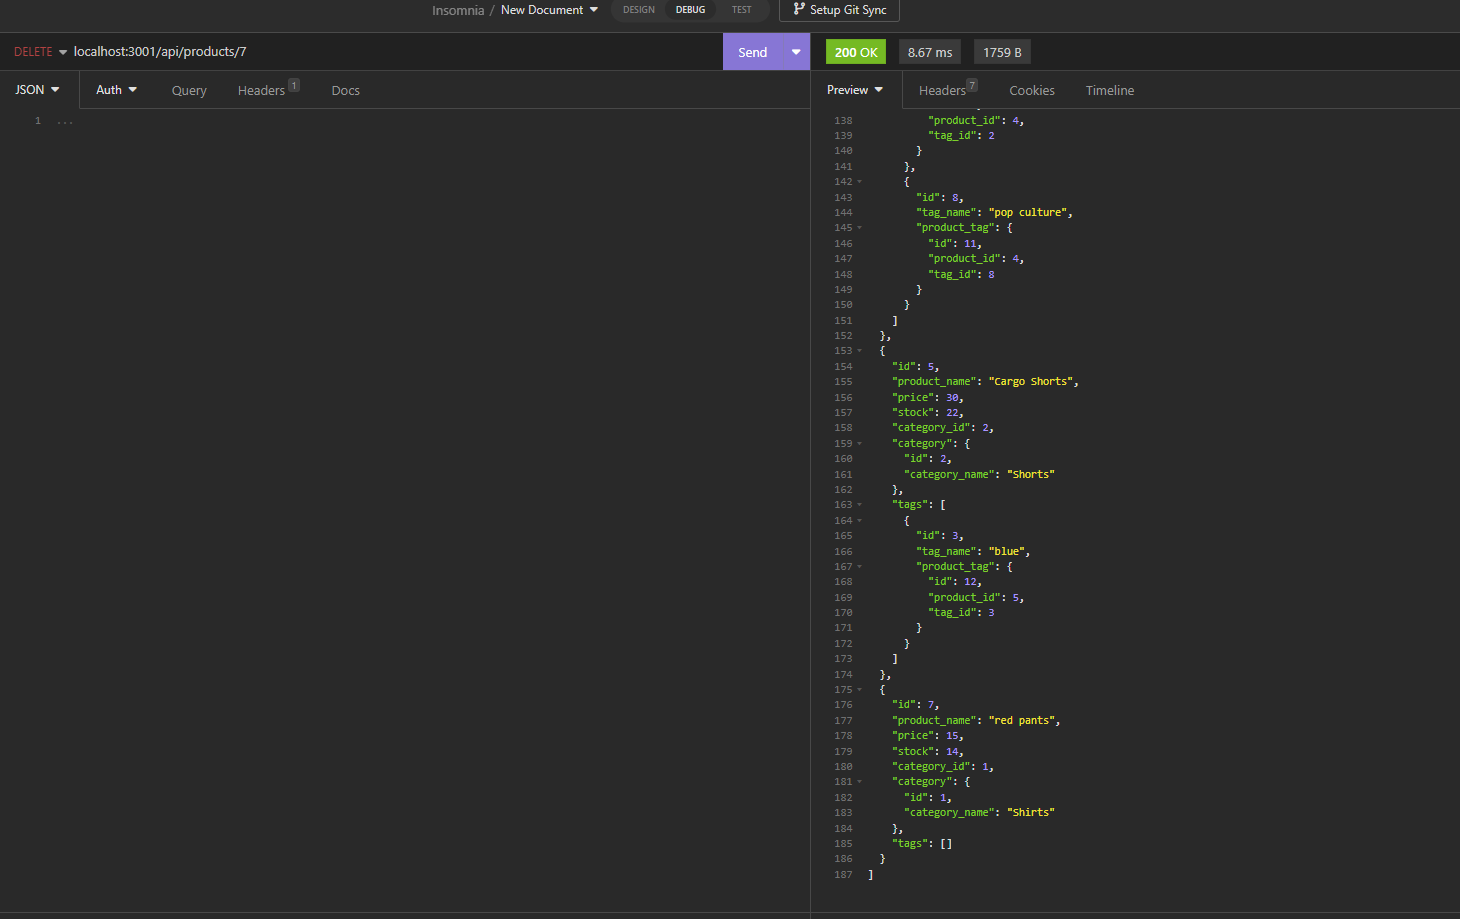 Insomnia / New Document DESIGN DEBUG TEST Setup Git Sync
DELETE localhost:3001/api/products/7 Send 200 OK 8.67 ms 1759 B
JSON Auth Query Headers 1 Docs Preview Headers 7 Cookies Timeline
1 ...
138 "product_id": 4,
139 "tag_id": 2
140 }
141 },
142 {
143 "id": 8,
144 "tag_name": "pop culture",
145 "product_tag": {
146 "id": 11,
147 "product_id": 4,
148 "tag_id": 8
149 }
150 }
151 ]
152 },
153 {
154 "id": 5,
155 "product_name": "Cargo Shorts",
156 "price": 30,
157 "stock": 22,
158 "category_id": 2,
159 "category": {
160 "id": 2,
161 "category_name": "Shorts"
162 },
163 "tags": [
164 {
165 "id": 3,
166 "tag_name": "blue",
167 "product_tag": {
168 "id": 12,
169 "product_id": 5,
170 "tag_id": 3
171 }
172 }
173 ]
174 },
175 {
176 "id": 7,
177 "product_name": "red pants",
178 "price": 15,
179 "stock": 14,
180 "category_id": 1,
181 "category": {
182 "id": 1,
183 "category_name": "Shirts"
184 },
185 "tags": []
186 }
187 ]